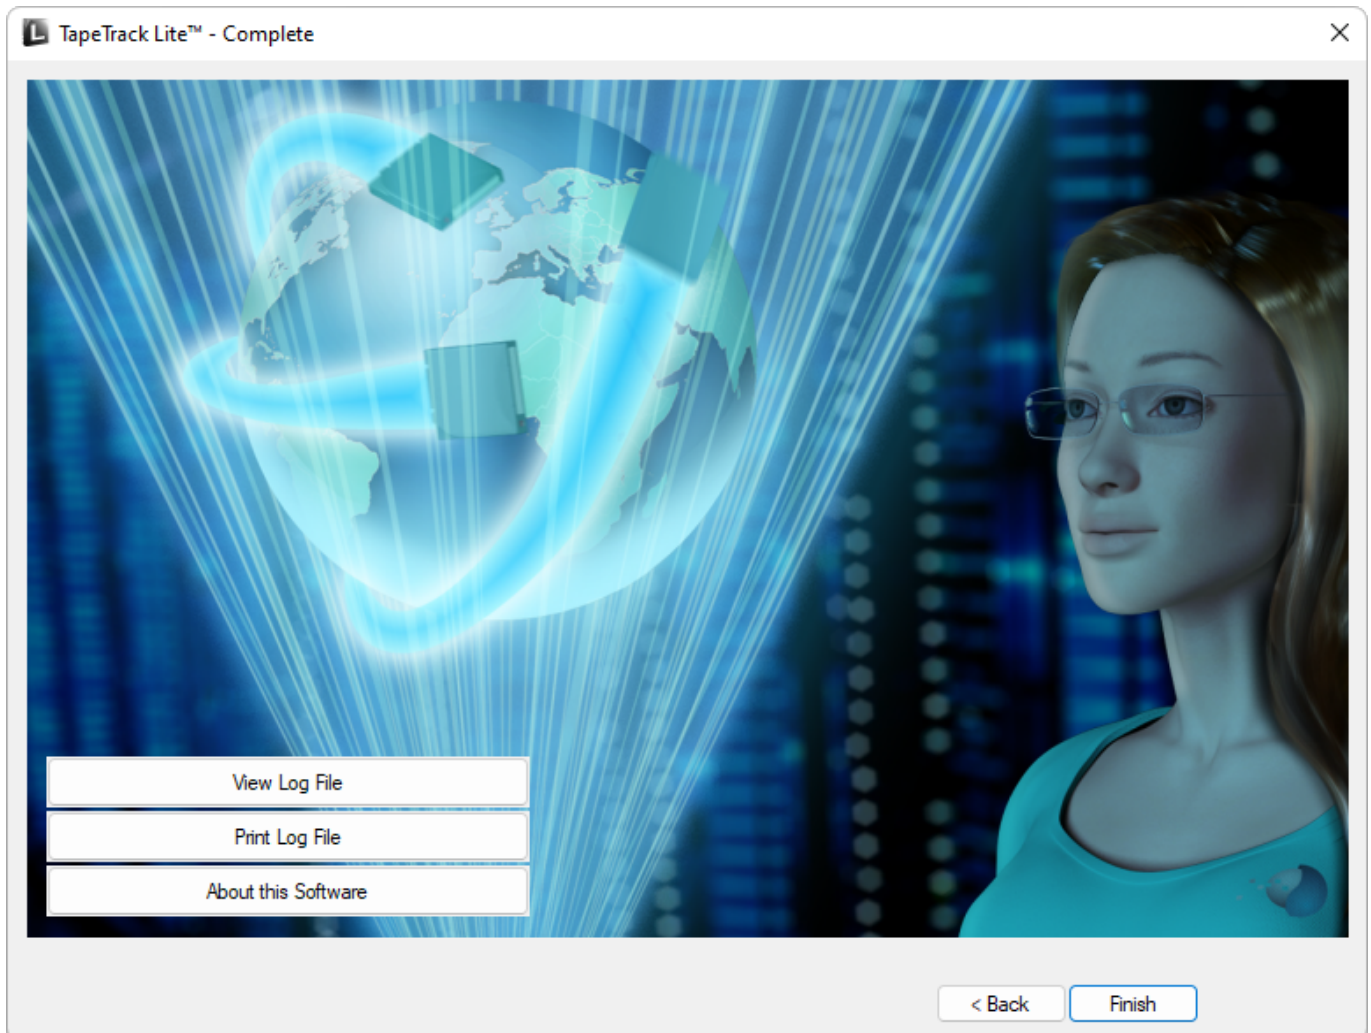 TapeTrack Lite™ - Complete
View Log File
Print Log File
About this Software
< Back
Finish